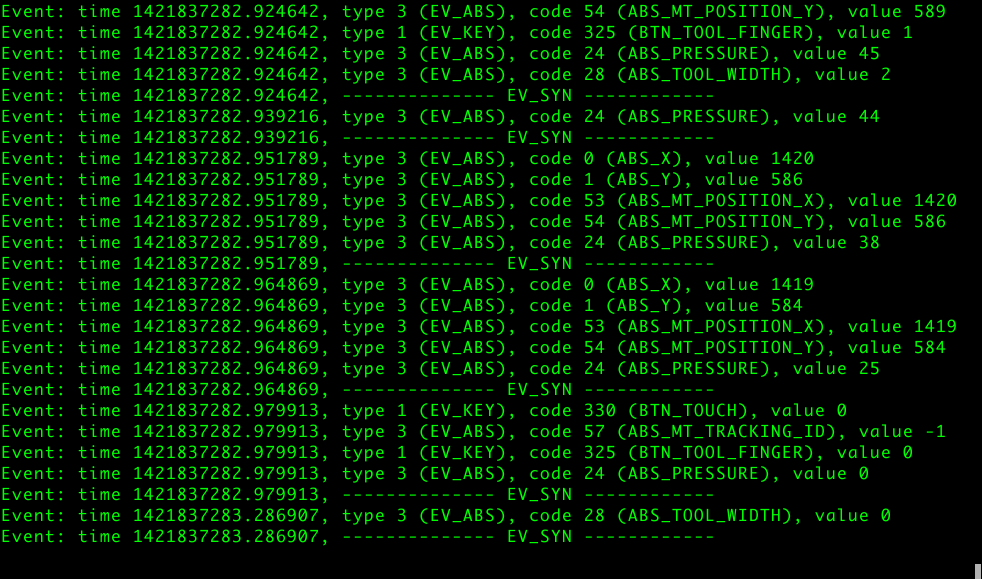 Event: time 1421837282.924642, type 3 (EV_ABS), code 54 (ABS_MT_POSITION_Y), value 589
Event: time 1421837282.924642, type 1 (EV_KEY), code 325 (BTN_TOOL_FINGER), value 1
Event: time 1421837282.924642, type 3 (EV_ABS), code 24 (ABS_PRESSURE), value 45
Event: time 1421837282.924642, type 3 (EV_ABS), code 28 (ABS_TOOL_WIDTH), value 2
Event: time 1421837282.924642, -------------- EV_SYN ------------
Event: time 1421837282.939216, type 3 (EV_ABS), code 24 (ABS_PRESSURE), value 44
Event: time 1421837282.939216, -------------- EV_SYN ------------
Event: time 1421837282.951789, type 3 (EV_ABS), code 0 (ABS_X), value 1420
Event: time 1421837282.951789, type 3 (EV_ABS), code 1 (ABS_Y), value 586
Event: time 1421837282.951789, type 3 (EV_ABS), code 53 (ABS_MT_POSITION_X), value 1420
Event: time 1421837282.951789, type 3 (EV_ABS), code 54 (ABS_MT_POSITION_Y), value 586
Event: time 1421837282.951789, type 3 (EV_ABS), code 24 (ABS_PRESSURE), value 38
Event: time 1421837282.951789, -------------- EV_SYN ------------
Event: time 1421837282.964869, type 3 (EV_ABS), code 0 (ABS_X), value 1419
Event: time 1421837282.964869, type 3 (EV_ABS), code 1 (ABS_Y), value 584
Event: time 1421837282.964869, type 3 (EV_ABS), code 53 (ABS_MT_POSITION_X), value 1419
Event: time 1421837282.964869, type 3 (EV_ABS), code 54 (ABS_MT_POSITION_Y), value 584
Event: time 1421837282.964869, type 3 (EV_ABS), code 24 (ABS_PRESSURE), value 25
Event: time 1421837282.964869, -------------- EV_SYN ------------
Event: time 1421837282.979913, type 1 (EV_KEY), code 330 (BTN_TOUCH), value 0
Event: time 1421837282.979913, type 3 (EV_ABS), code 57 (ABS_MT_TRACKING_ID), value -1
Event: time 1421837282.979913, type 1 (EV_KEY), code 325 (BTN_TOOL_FINGER), value 0
Event: time 1421837282.979913, type 3 (EV_ABS), code 24 (ABS_PRESSURE), value 0
Event: time 1421837282.979913, -------------- EV_SYN ------------
Event: time 1421837283.286907, type 3 (EV_ABS), code 28 (ABS_TOOL_WIDTH), value 0
Event: time 1421837283.286907, -------------- EV_SYN ------------